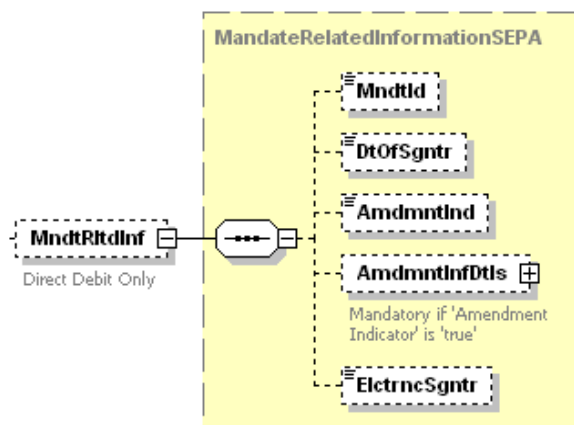 MandateRelatedInformationSEPA
MndtId
DtOfSgntr
AmdmntInd
MndtRltdInf
Direct Debit Only
AmdmntInfDtls
Mandatory if 'Amendment
Indicator' is 'true'
ElctrncSgntr